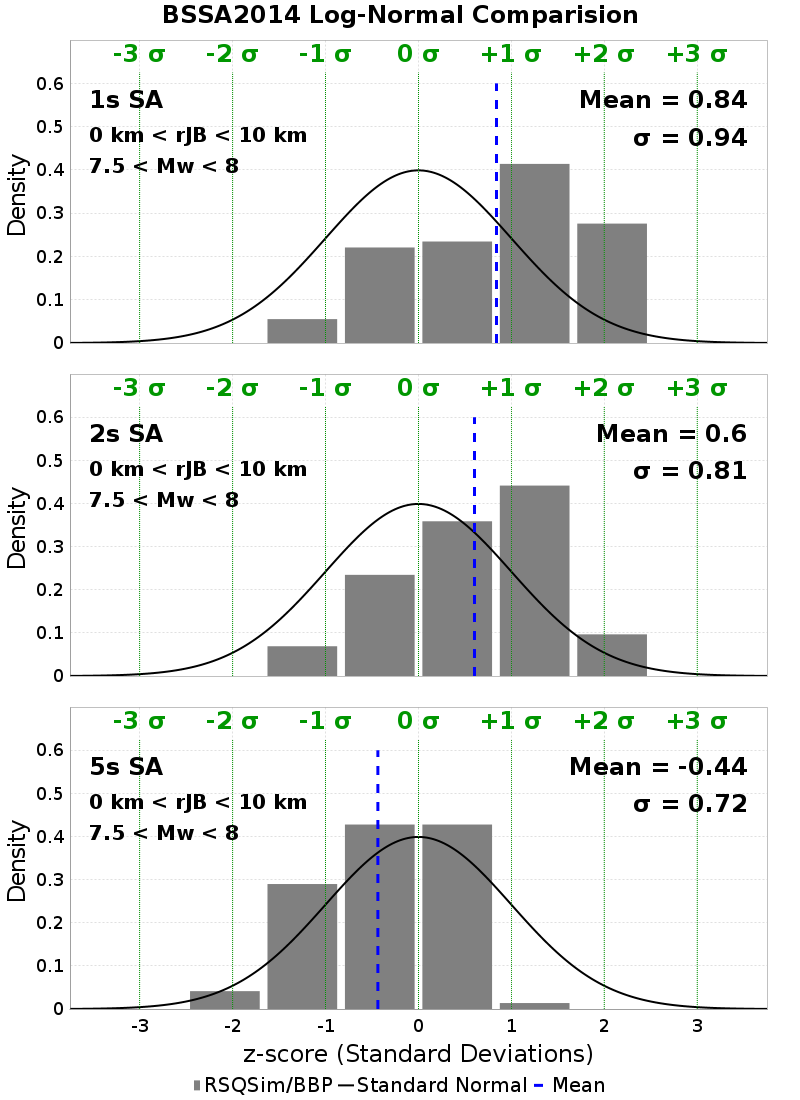 BSSA2014 Log-Normal Comparision
-3 σ -2 σ -1 σ 0 σ +1 σ +2 σ +3 σ
1s SA
Mean = 0.84
0 km < rJB < 10 km
σ = 0.94
7.5 < Mw < 8
Density
0.6
0.5
0.4
0.3
0.2
0.1
0
-3 σ -2 σ -1 σ 0 σ +1 σ +2 σ +3 σ
2s SA
Mean = 0.6
0 km < rJB < 10 km
σ = 0.81
7.5 < Mw < 8
Density
0.6
0.5
0.4
0.3
0.2
0.1
0
-3 σ -2 σ -1 σ 0 σ +1 σ +2 σ +3 σ
5s SA
Mean = -0.44
0 km < rJB < 10 km
σ = 0.72
7.5 < Mw < 8
Density
0.6
0.5
0.4
0.3
0.2
0.1
0
-3 -2 -1 0 1 2 3
z-score (Standard Deviations)
RSQSim/BBP Standard Normal Mean